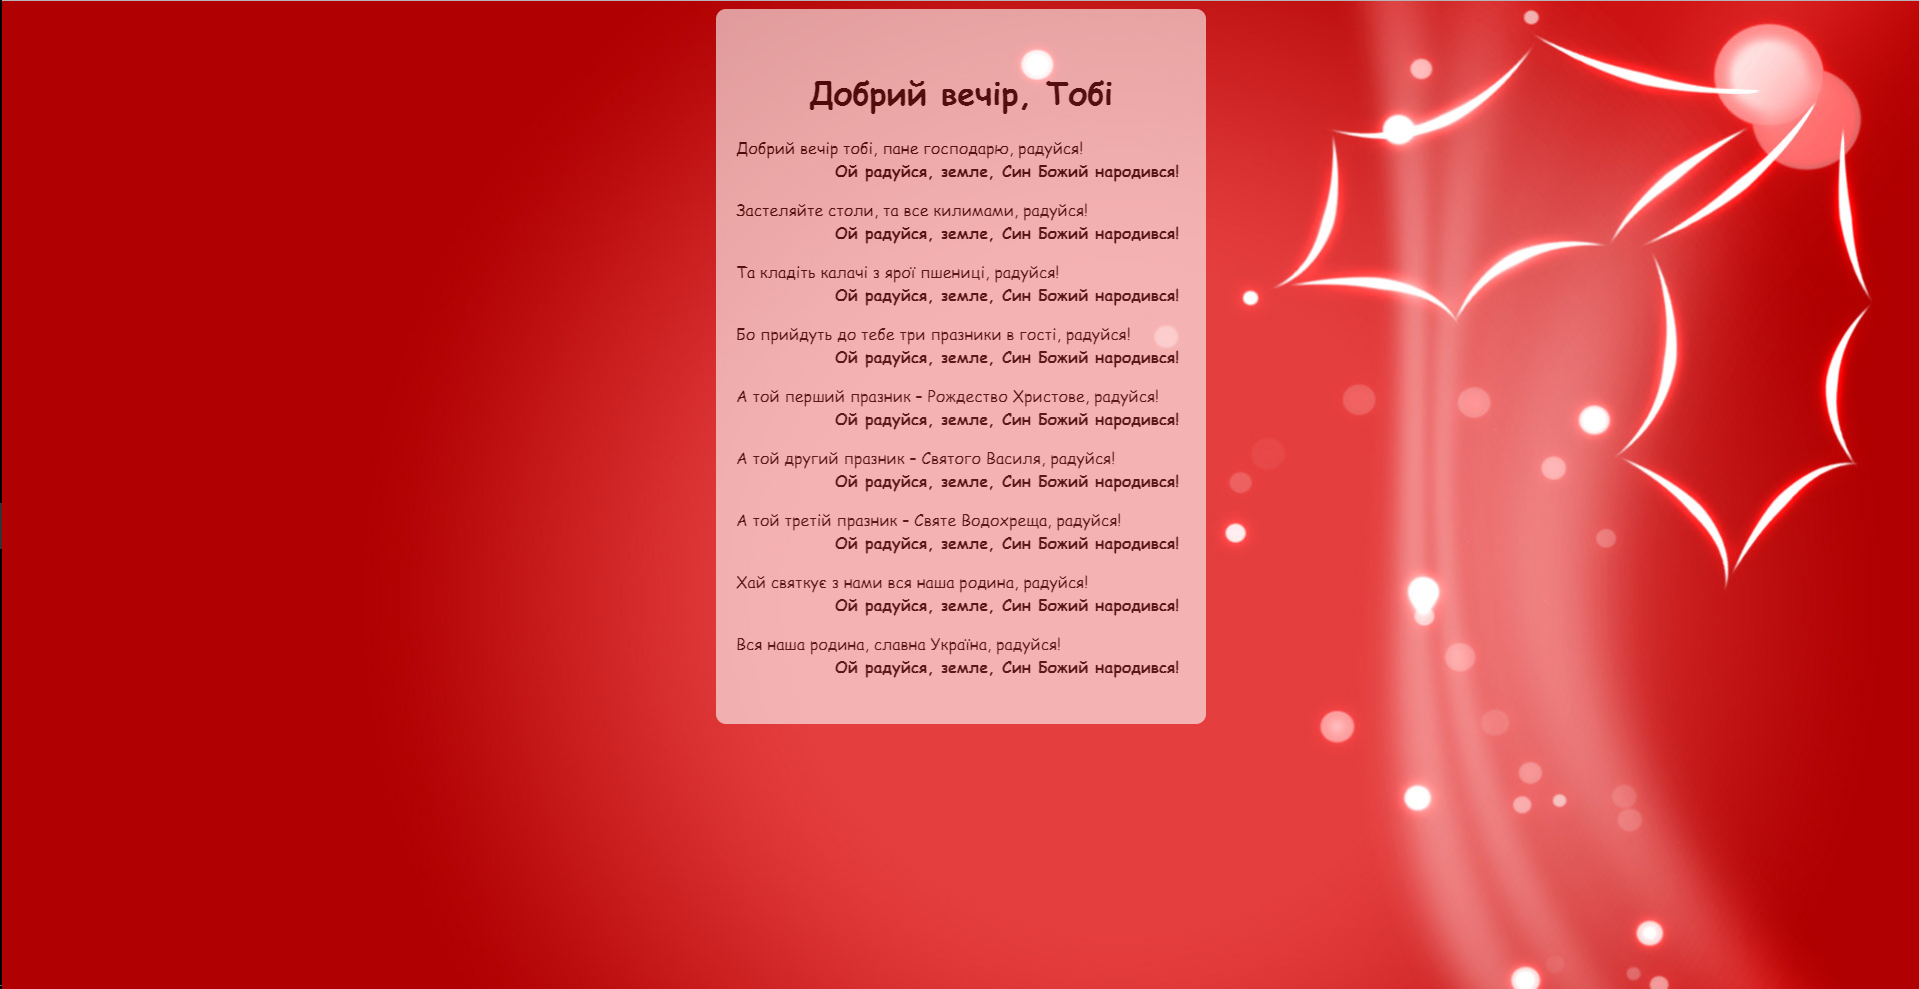 Добрий вечір, Тобі
Добрий вечір тобі, пане господарю, радуйся!
Ой радуйся, земле, Син Божий народився!
Застеляйте столи, та все килимами, радуйся!
Ой радуйся, земле, Син Божий народився!
Та кладіть калачі з ярої пшениці, радуйся!
Ой радуйся, земле, Син Божий народився!
Бо прийдуть до тебе три празники в гості, радуйся!
Ой радуйся, земле, Син Божий народився!
А той перший празник – Рождество Христове, радуйся!
Ой радуйся, земле, Син Божий народився!
А той другий празник – Святого Василя, радуйся!
Ой радуйся, земле, Син Божий народився!
А той третій празник – Святе Водохреща, радуйся!
Ой радуйся, земле, Син Божий народився!
Хай святкує з нами вся наша родина, радуйся!
Ой радуйся, земле, Син Божий народився!
Вся наша родина, славна Україна, радуйся!
Ой радуйся, земле, Син Божий народився!